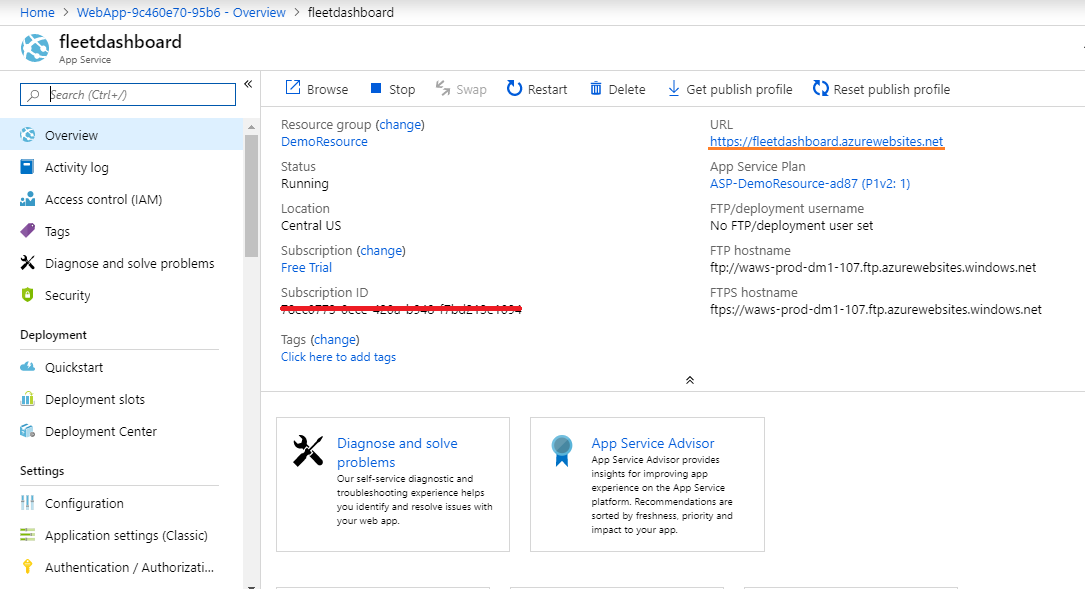 Home > WebApp-9c460e70-95b6 - Overview > fleetdashboard
fleetdashboard
App Service
Search (Ctrl+/)
«
Browse
Stop
Swap
Restart
Delete
Get publish profile
Reset publish profile
Overview
Activity log
Access control (IAM)
Tags
Diagnose and solve problems
Security
Deployment
Quickstart
Deployment slots
Deployment Center
Settings
Configuration
Application settings (Classic)
Authentication / Authorizati...
Resource group (change)
DemoResource
Status
Running
Location
Central US
Subscription (change)
Free Trial
Subscription ID
Tags (change)
Click here to add tags
URL
https://fleetdashboard.azurewebsites.net
App Service Plan
ASP-DemoResource-ad87 (P1v2: 1)
FTP/deployment username
No FTP/deployment user set
FTP hostname
ftp://waws-prod-dm1-107.ftp.azurewebsites.windows.net
FTPS hostname
ftps://waws-prod-dm1-107.ftp.azurewebsites.windows.net
Diagnose and solve
problems
Our self-service diagnostic and
troubleshooting experience helps
you identify and resolve issues with
your web app.
App Service Advisor
App Service Advisor provides
insights for improving app
experience on the App Service
platform. Recommendations are
sorted by freshness, priority and
impact to your app.